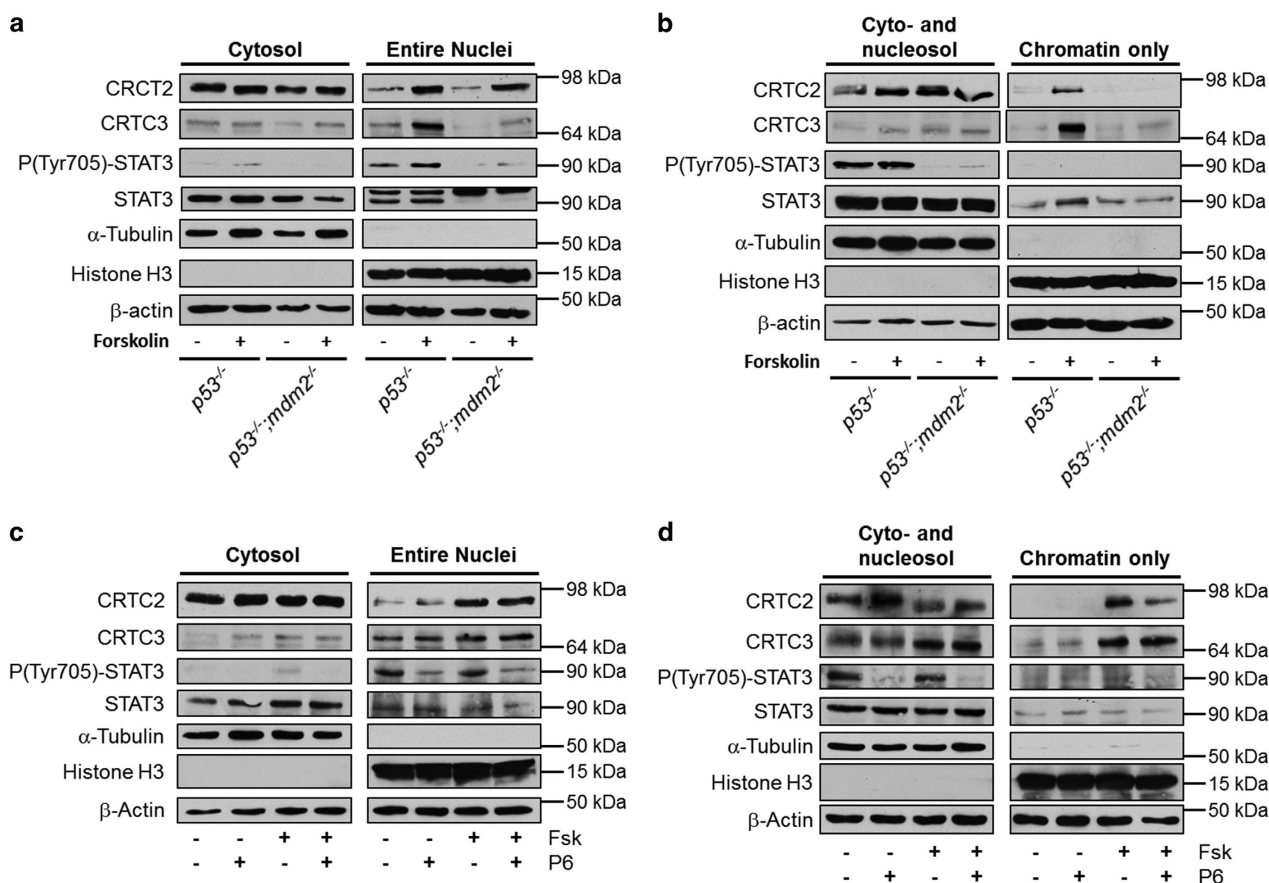 a
Cytosol Entire Nuclei
CRCT2 98 kDa
CRTC3 64 kDa
P(Tyr705)-STAT3 90 kDa
STAT3 90 kDa
α-Tubulin 50 kDa
Histone H3 15 kDa
β-actin 50 kDa
Forskolin - + - + - + - +
p53-/- p53-/-;mdm2-/- p53-/- p53-/-;mdm2-/-
b
Cyto- and
nucleosol Chromatin only
CRTC2 98 kDa
CRTC3 64 kDa
P(Tyr705)-STAT3 90 kDa
STAT3 90 kDa
α-Tubulin 50 kDa
Histone H3 15 kDa
β-actin 50 kDa
Forskolin - + - + - + - +
p53-/- p53-/-;mdm2-/- p53-/- p53-/-;mdm2-/-
c
Cytosol Entire Nuclei
CRTC2 98 kDa
CRTC3 64 kDa
P(Tyr705)-STAT3 90 kDa
STAT3 90 kDa
α-Tubulin 50 kDa
Histone H3 15 kDa
β-Actin 50 kDa
- - + + - - + + Fsk
- + - + - + - + P6
d
Cyto- and
nucleosol Chromatin only
CRTC2 98 kDa
CRTC3 64 kDa
P(Tyr705)-STAT3 90 kDa
STAT3 90 kDa
α-Tubulin 50 kDa
Histone H3 15 kDa
β-Actin 50 kDa
- - + + - - + + Fsk
- + - + - + - + P6